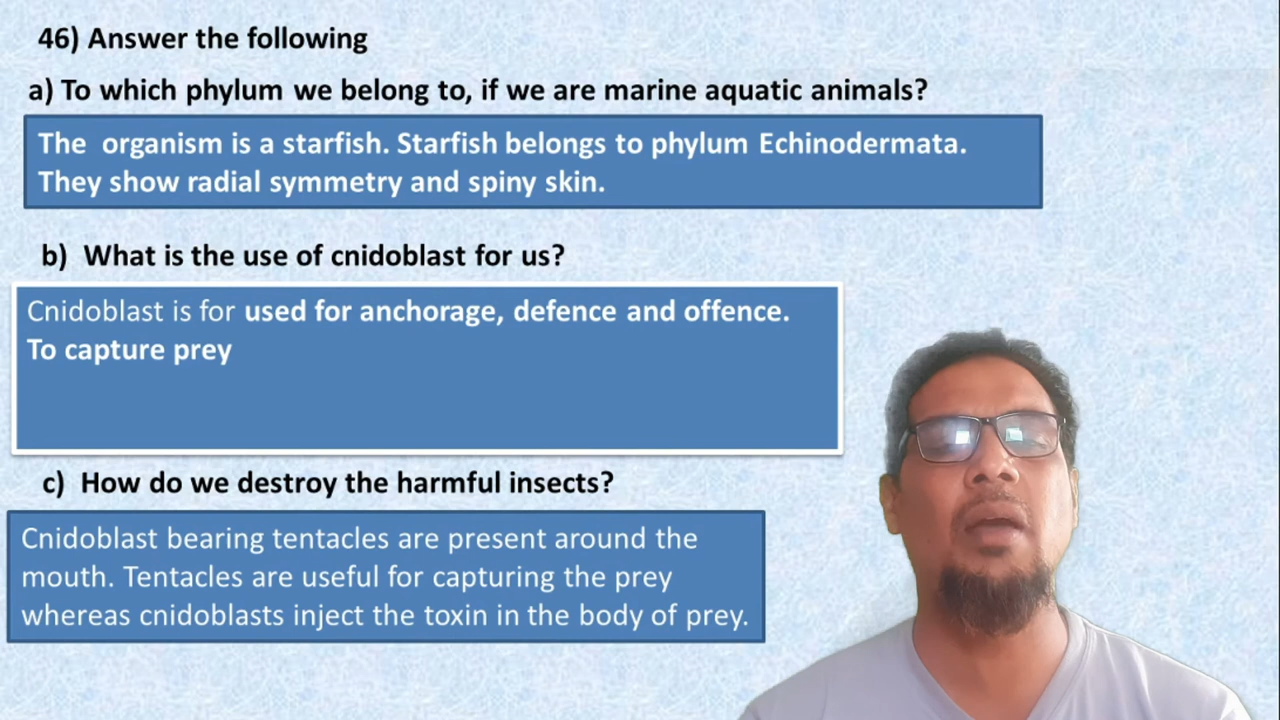 46) Answer the following
a) To which phylum we belong to, if we are marine aquatic animals?
The organism is a starfish. Starfish belongs to phylum Echinodermata.
They show radial symmetry and spiny skin.
b) What is the use of cnidoblast for us?
Cnidoblast is for used for anchorage, defence and offence.
To capture prey
c) How do we destroy the harmful insects?
Cnidoblast bearing tentacles are present around the
mouth. Tentacles are useful for capturing the prey
whereas cnidoblasts inject the toxin in the body of prey.